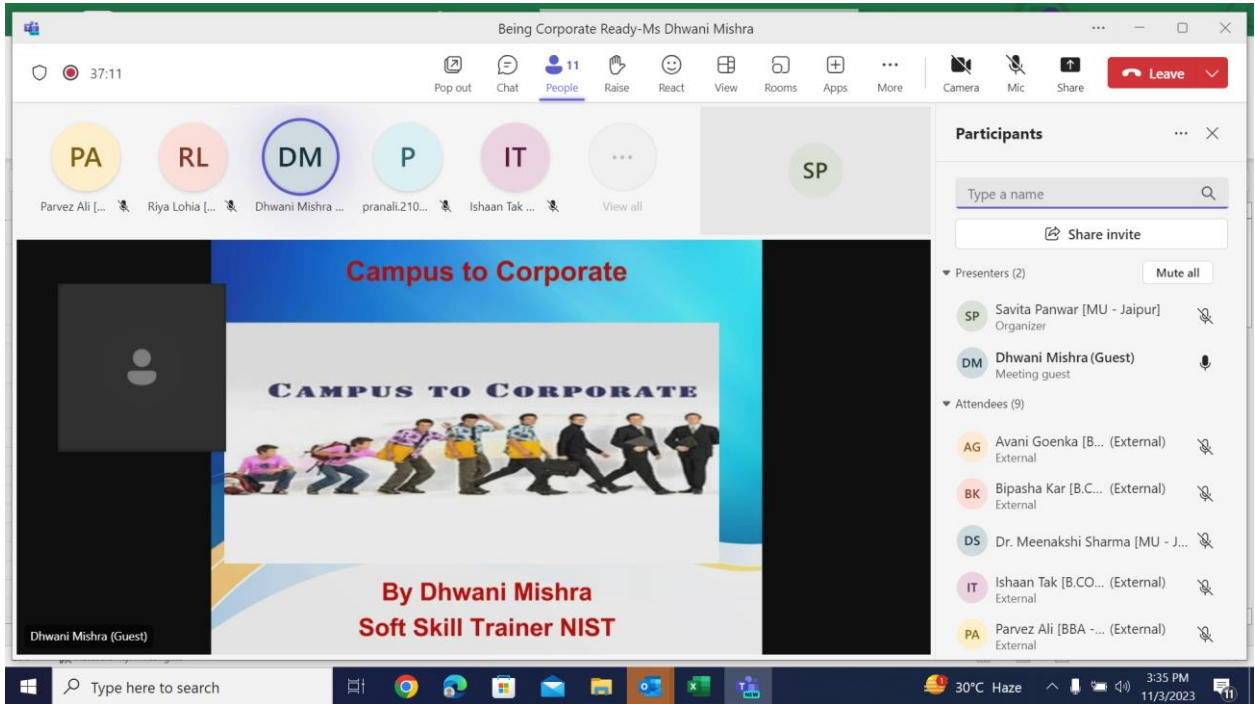 Being Corporate Ready-Ms Dhwani Mishra
37:11
Pop out
Chat
11
People
Raise
React
View
Rooms
Apps
More
Camera
Mic
Share
Leave
PA
RL
DM
P
IT
SP
Parvez Ali [...
Riya Lohia [...
Dhwani Mishra ...
pranali.210...
Ishaan Tak ...
View all
Campus to Corporate
CAMPUS TO CORPORATE
By Dhwani Mishra
Soft Skill Trainer NIST
Dhwani Mishra (Guest)
Participants
Type a name
Share invite
Presenters (2)
Mute all
SP
Savita Panwar [MU - Jaipur]
Organizer
DM
Dhwani Mishra (Guest)
Meeting guest
Attendees (9)
AG
Avani Goenka [B... (External)
External
BK
Bipasha Kar [B.C... (External)
External
DS
Dr. Meenakshi Sharma [MU - J...
IT
Ishaan Tak [B.CO... (External)
External
PA
Parvez Ali [BBA -... (External)
External
Type here to search
NEW
30°C Haze
3:35 PM
11/3/2023
11